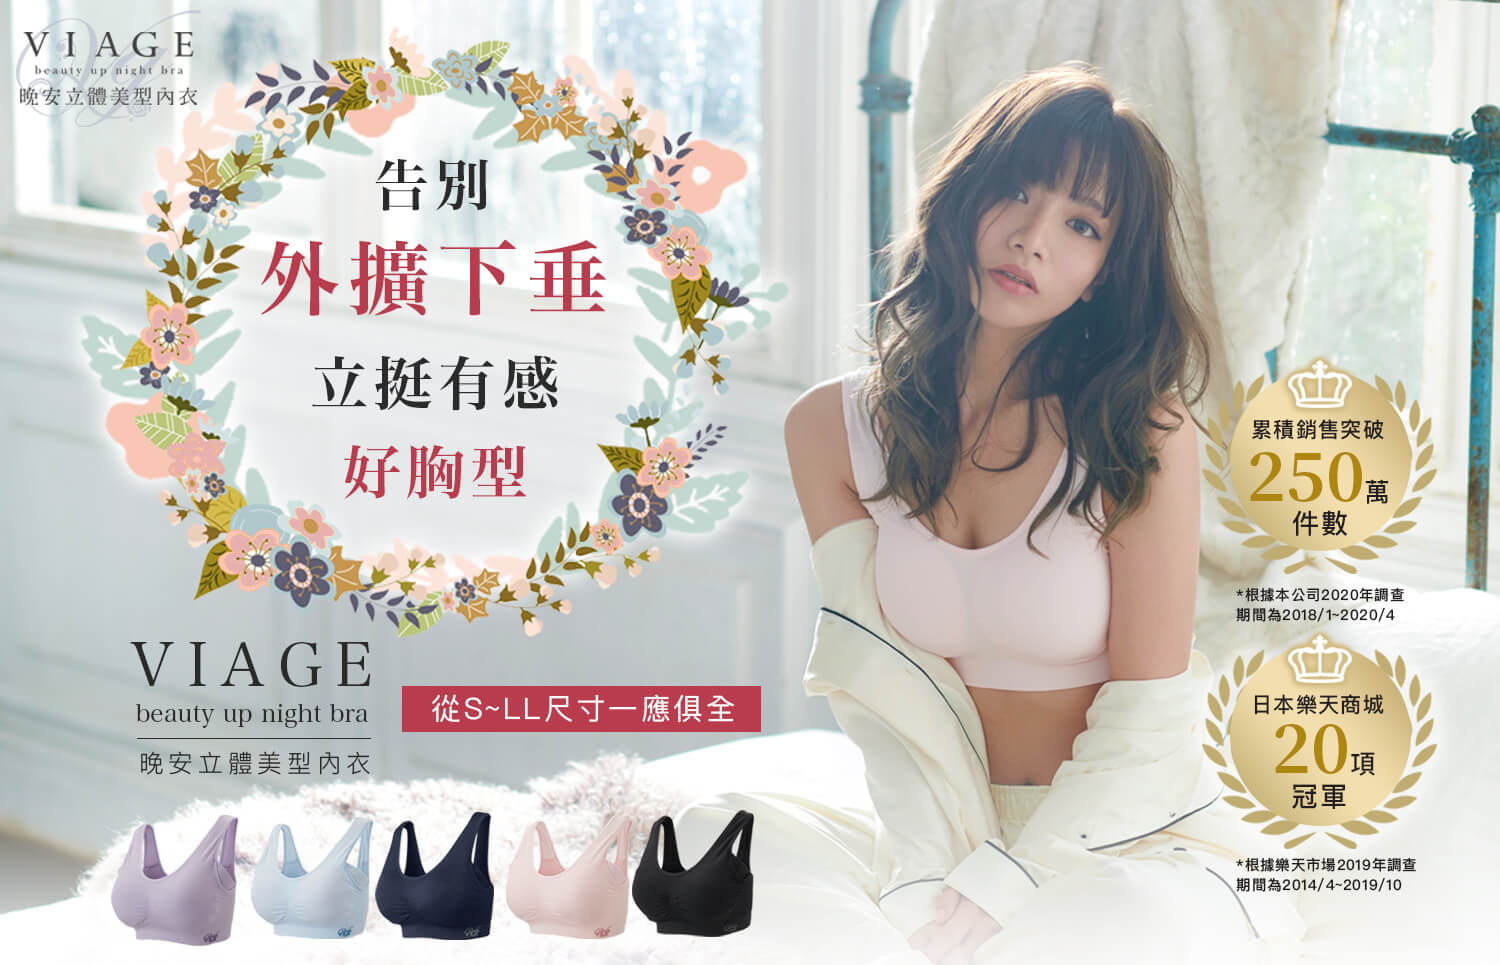 VIAGE
beauty up night bra
晚安立體美型內衣
告別
外擴下垂
立挺有感
好胸型
VIAGE
beauty up night bra
晚安立體美型內衣
從S~LL尺寸一應俱全
累積銷售突破
250萬
件數
*根據本公司2020年調查
期間為2018/1~2020/4
日本樂天商城
20項
冠軍
*根據樂天市場2019年調查
期間為2014/4~2019/10